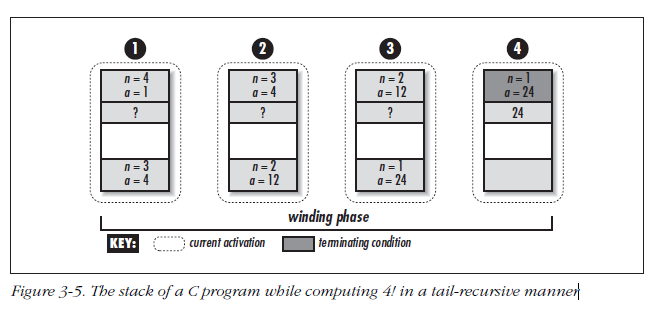 1 2 3 4
n = 4 n = 3 n = 2 n = 1
a = 1 a = 4 a = 12 a = 24
? ? ? 24
n = 3 n = 2 n = 1
a = 4 a = 12 a = 24
winding phase
KEY: current activation terminating condition
Figure 3-5. The stack of a C program while computing 4! in a tail-recursive manner